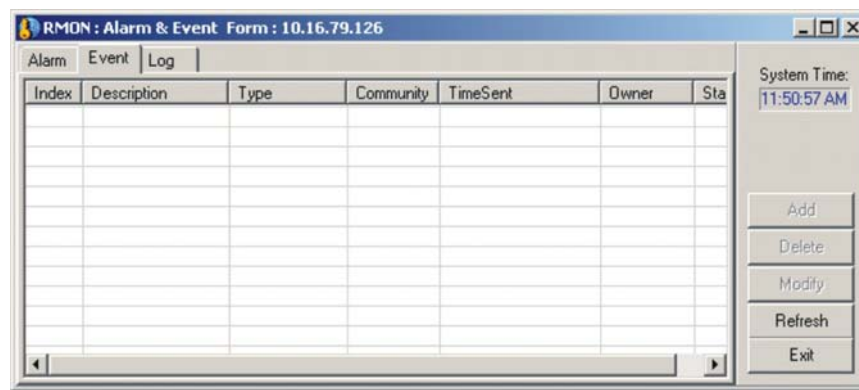 RMON : Alarm & Event Form : 10.16.79.126
Alarm Event Log
Index Description Type Community TimeSent Owner Sta
System Time:
11:50:57 AM
Add
Delete
Modify
Refresh
Exit